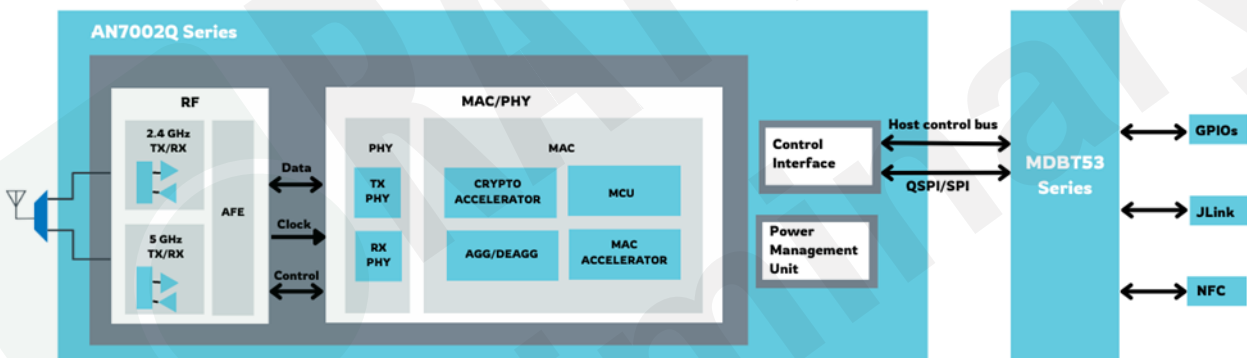 AN7002Q Series
RF
2.4 GHz
TX/RX
5 GHz
TX/RX
AFE
Data
Clock
Control
MAC/PHY
PHY
TX
PHY
RX
PHY
MAC
CRYPTO
ACCELERATOR
MCU
AGG/DEAGG
MAC
ACCELERATOR
Control
Interface
Power
Management
Unit
Host control bus
QSPI/SPI
MDBT53
Series
GPIOs
JLink
NFC